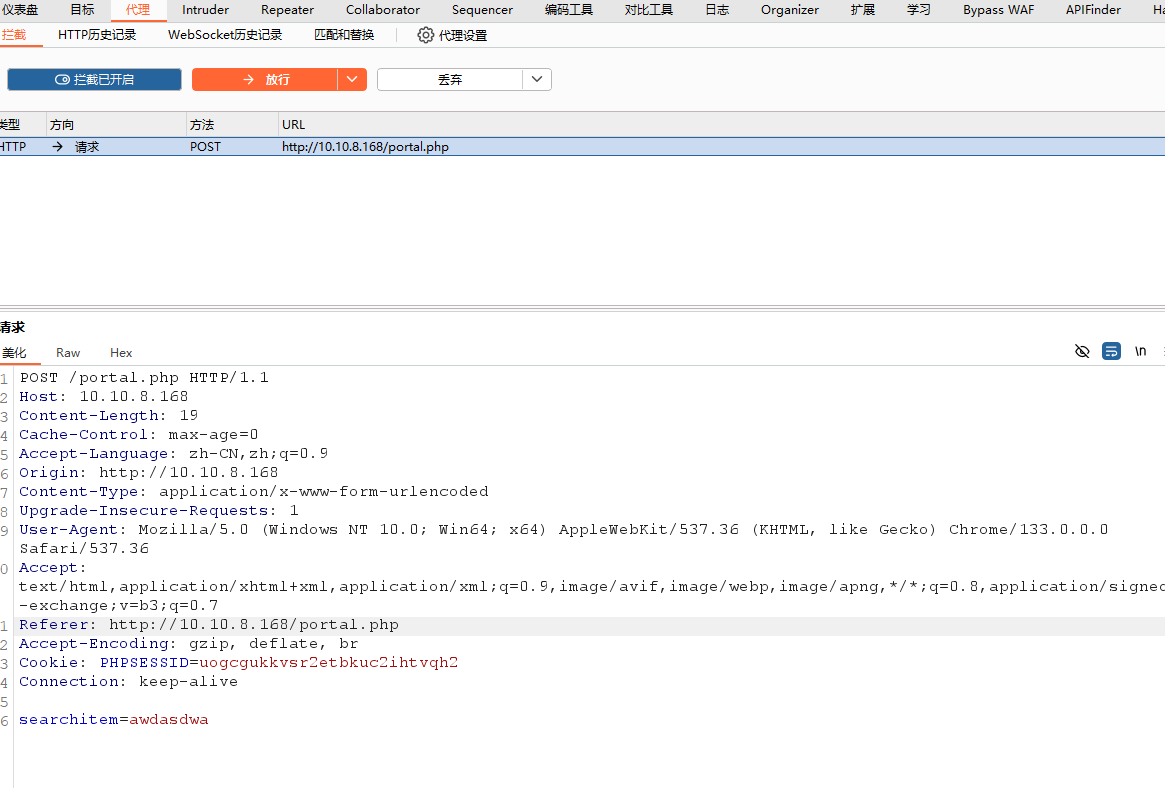 仪表盘 目标 代理 Intruder Repeater Collaborator Sequencer 编码工具 对比工具 日志 Organizer 扩展 学习 Bypass WAF APIFinder Ha
拦截 HTTP历史记录 WebSocket历史记录 匹配和替换 代理设置
拦截已开启 放行 丢弃
类型 方向 方法 URL
HTTP → 请求 POST http://10.10.8.168/portal.php
请求
美化 Raw Hex \n
1 POST /portal.php HTTP/1.1
2 Host: 10.10.8.168
3 Content-Length: 19
4 Cache-Control: max-age=0
5 Accept-Language: zh-CN,zh;q=0.9
6 Origin: http://10.10.8.168
7 Content-Type: application/x-www-form-urlencoded
8 Upgrade-Insecure-Requests: 1
9 User-Agent: Mozilla/5.0 (Windows NT 10.0; Win64; x64) AppleWebKit/537.36 (KHTML, like Gecko) Chrome/133.0.0.0
Safari/537.36
0 Accept:
text/html,application/xhtml+xml,application/xml;q=0.9,image/avif,image/webp,image/apng,*/*;q=0.8,application/signed
-exchange;v=b3;q=0.7
1 Referer: http://10.10.8.168/portal.php
2 Accept-Encoding: gzip, deflate, br
3 Cookie: PHPSESSID=uogcgukkvsr2etbkuc2ihtvqh2
4 Connection: keep-alive
5
6 searchitem=awdasdwa